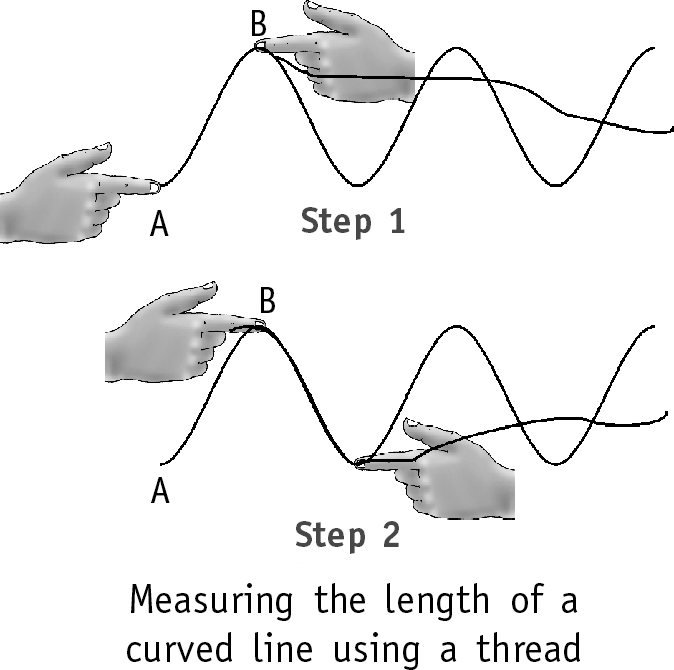 B
A
Step 1
B
A
Step 2
Measuring the length of a
curved line using a thread